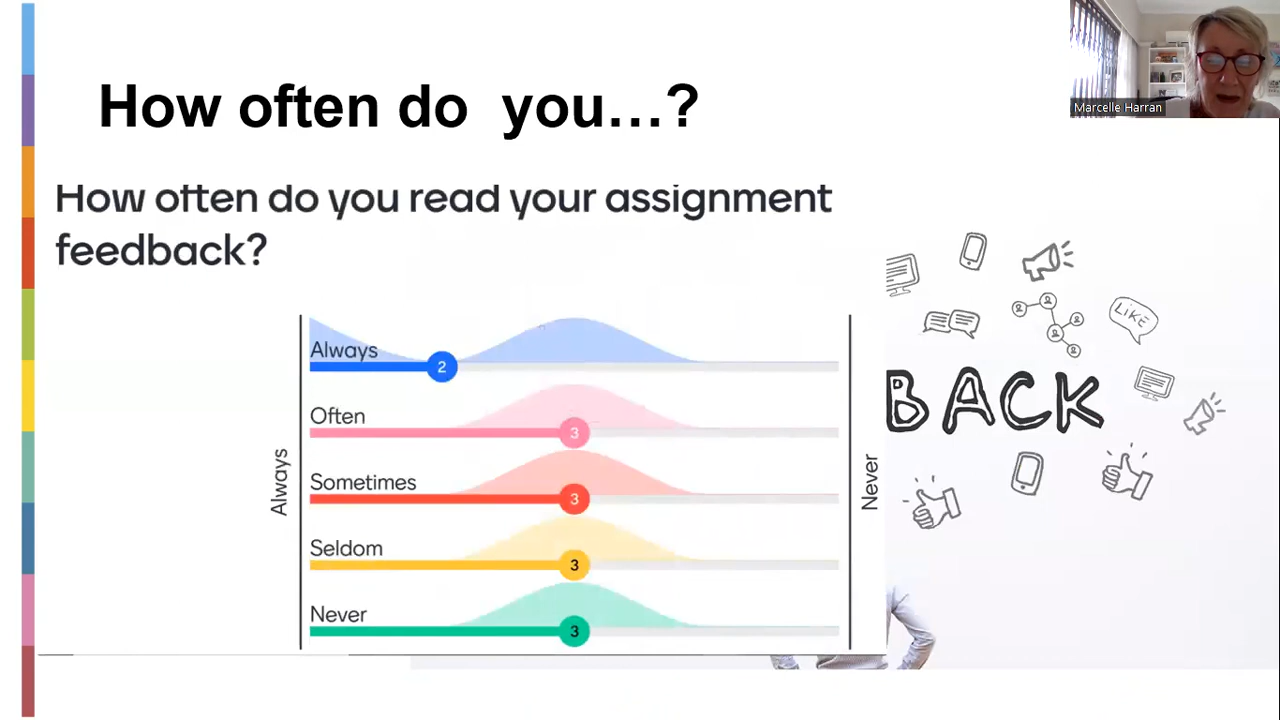 How often do you…?
Marcelle Harran
How often do you read your assignment
feedback?
Always
Always
2
Often
3
Sometimes
3
Seldom
3
Never
3
Never
LIKE
BACK